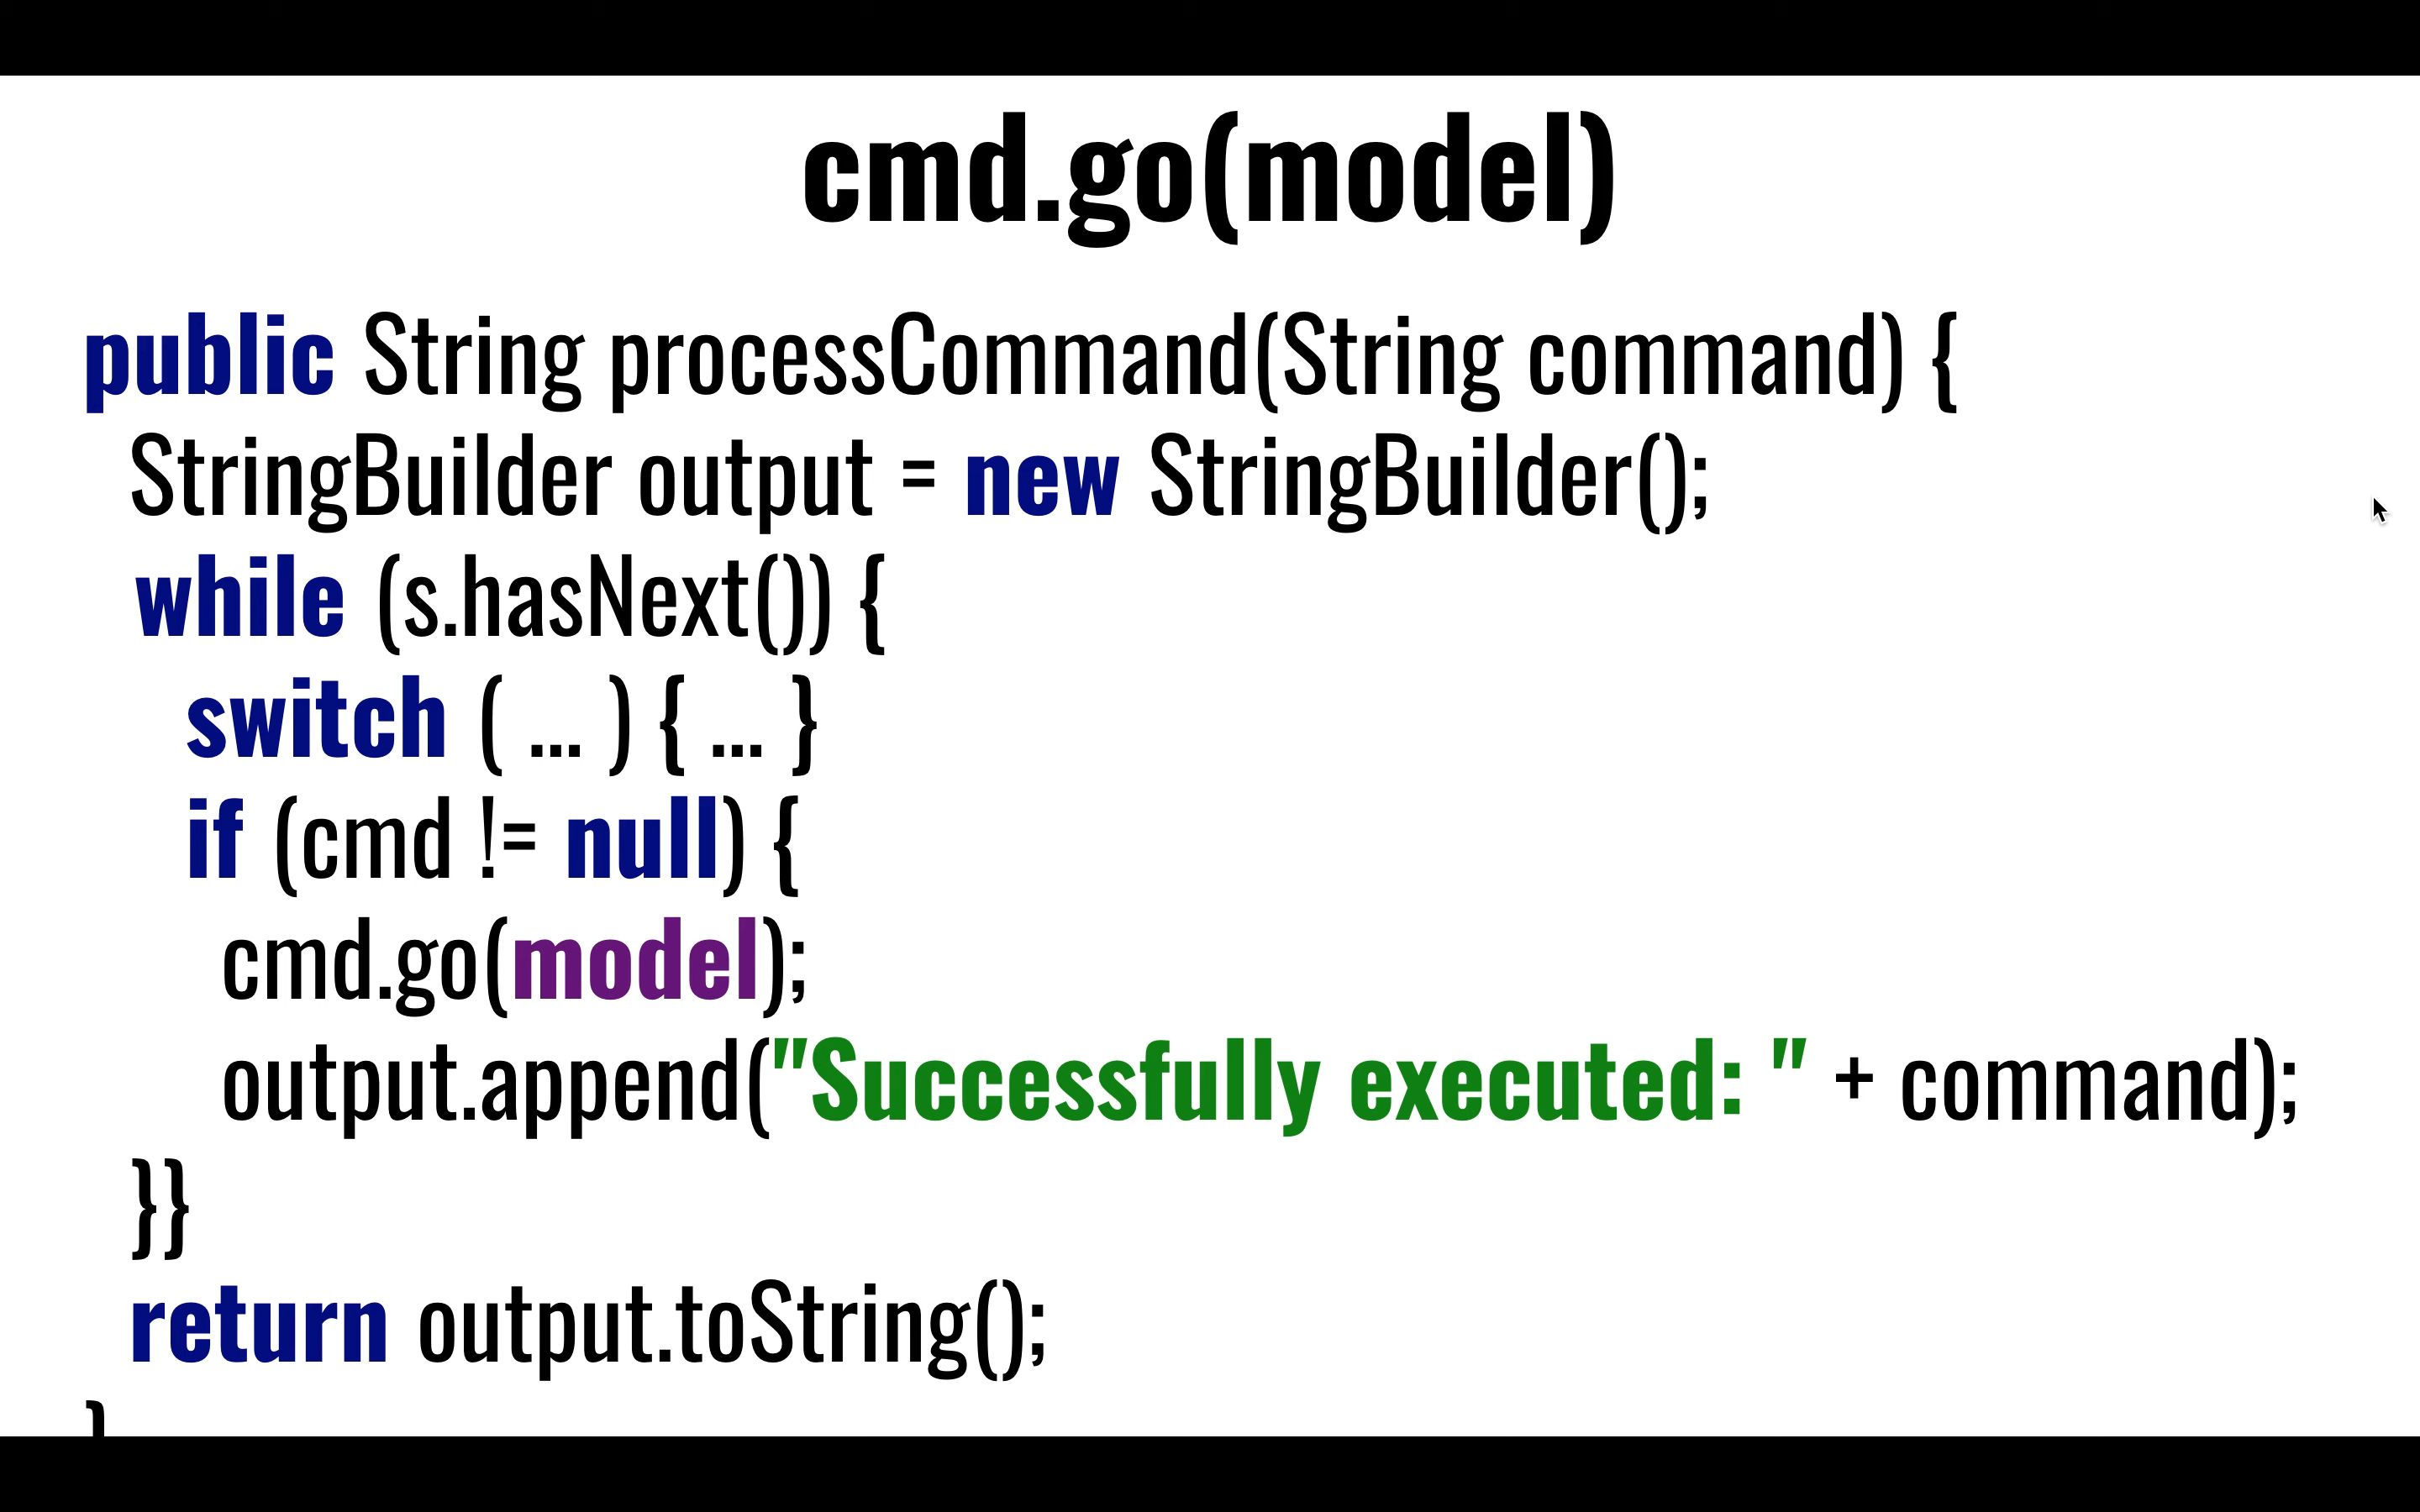 cmd.go(model)
public String processCommand(String command) {
StringBuilder output = new StringBuilder();
while (s.hasNext()) {
switch ( ... ) { ... }
if (cmd != null) {
cmd.go(model);
output.append("Successfully executed: " + command);
}}
return output.toString();
}